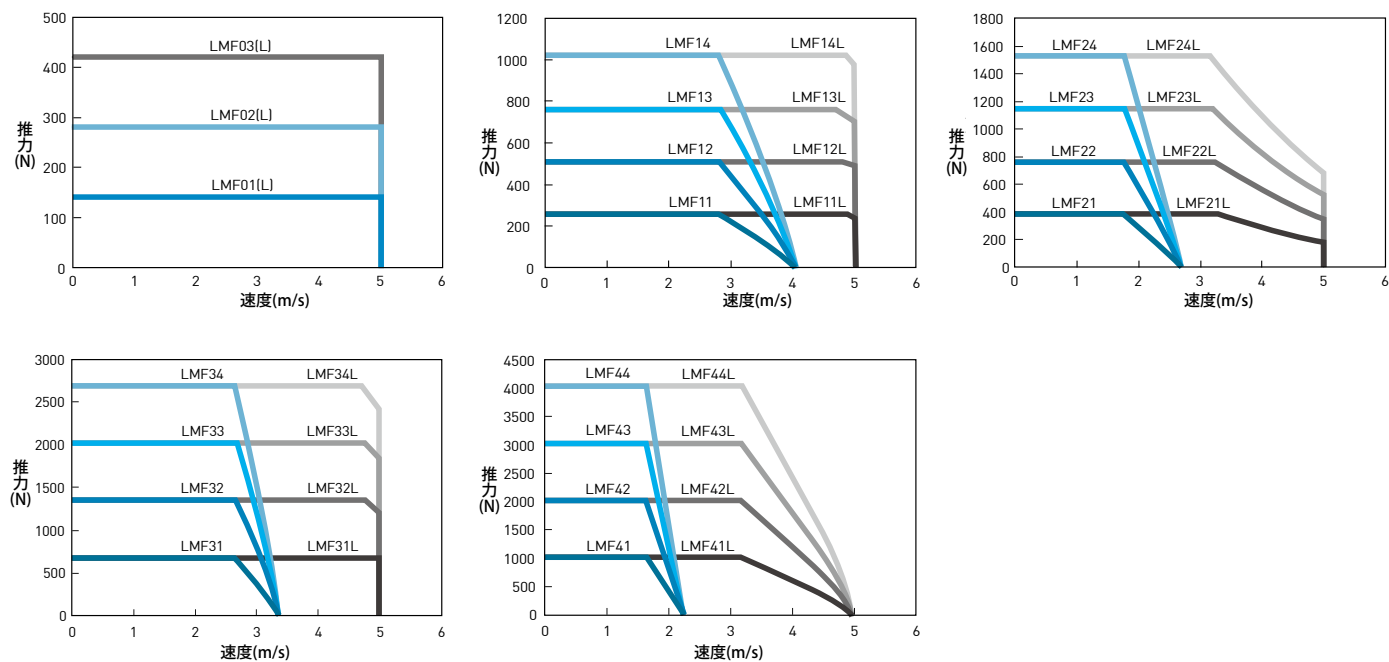 500
400
300
200
100
0
0 1 2 3 4 5 6
推力(N)
速度(m/s)
LMF03(L)
LMF02(L)
LMF01(L)
1200
1000
800
600
400
200
0
0 1 2 3 4 5 6
推力(N)
速度(m/s)
LMF14 LMF14L
LMF13 LMF13L
LMF12 LMF12L
LMF11 LMF11L
1800
1600
1400
1200
1000
800
600
400
200
0
0 1 2 3 4 5 6
推力(N)
速度(m/s)
LMF24 LMF24L
LMF23 LMF23L
LMF22 LMF22L
LMF21 LMF21L
3000
2500
2000
1500
1000
500
0
0 1 2 3 4 5 6
推力(N)
速度(m/s)
LMF34 LMF34L
LMF33 LMF33L
LMF32 LMF32L
LMF31 LMF31L
4500
4000
3500
3000
2500
2000
1500
1000
500
0
0 1 2 3 4 5 6
推力(N)
速度(m/s)
LMF44 LMF44L
LMF43 LMF43L
LMF42 LMF42L
LMF41 LMF41L